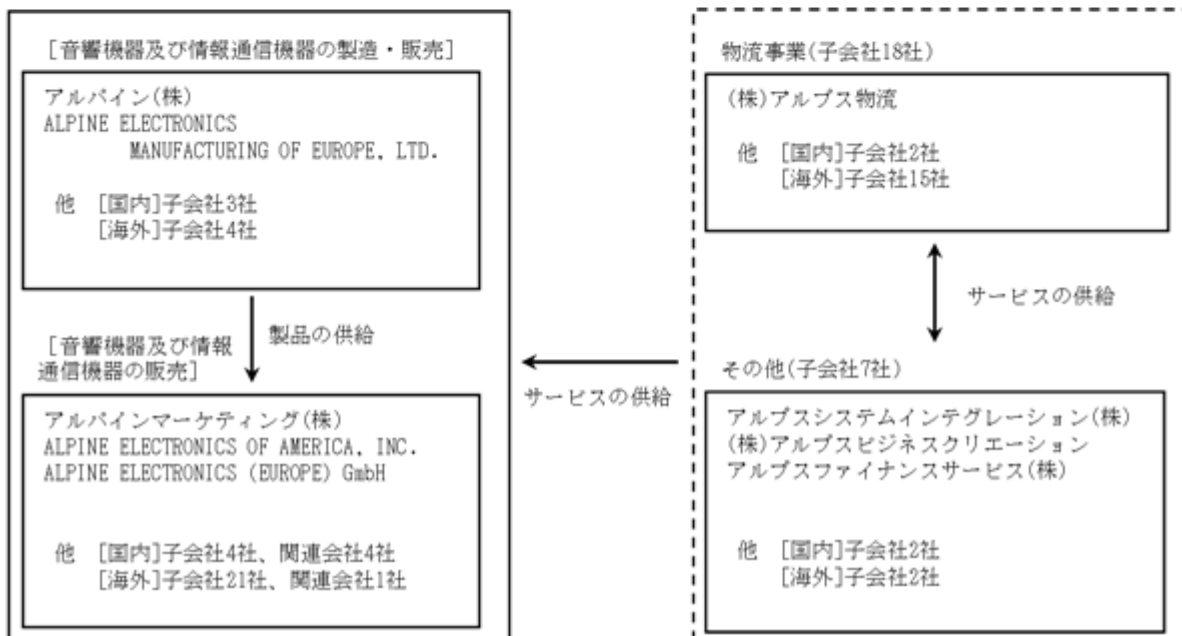 [音響機器及び情報通信機器の製造・販売]
アルパイン(株)
ALPINE ELECTRONICS
MANUFACTURING OF EUROPE, LTD.
他 [国内]子会社3社
[海外]子会社4社
製品の供給
[音響機器及び情報
通信機器の販売]
アルパインマーケティング(株)
ALPINE ELECTRONICS OF AMERICA, INC.
ALPINE ELECTRONICS (EUROPE) GmbH
他 [国内]子会社4社、関連会社4社
[海外]子会社21社、関連会社1社
サービスの供給
物流事業(子会社18社)
(株)アルプス物流
他 [国内]子会社2社
[海外]子会社15社
サービスの供給
その他(子会社7社)
アルプスシステムインテグレーション(株)
(株)アルプスビジネスクリエーション
アルプスファイナンスサービス(株)
他 [国内]子会社2社
[海外]子会社2社